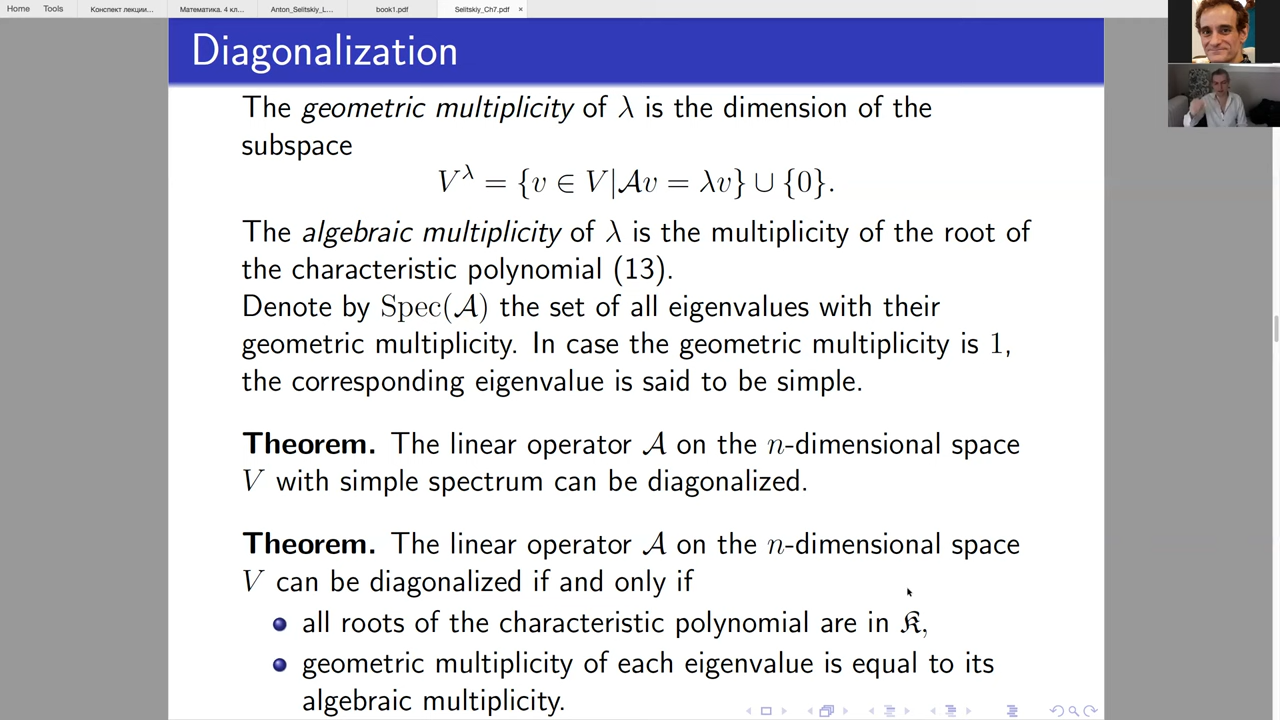 Home Tools Конспект лекции... Математика. 4 кл... Anton_Selitskiy_L... book1.pdf Selitskiy_Ch7.pdf ×
Diagonalization
The geometric multiplicity of λ is the dimension of the
subspace
V^λ = {v ∈ V|𝒜v = λv} ∪ {0}.
The algebraic multiplicity of λ is the multiplicity of the root of
the characteristic polynomial (13).
Denote by Spec(𝒜) the set of all eigenvalues with their
geometric multiplicity. In case the geometric multiplicity is 1,
the corresponding eigenvalue is said to be simple.
Theorem. The linear operator 𝒜 on the n-dimensional space
V with simple spectrum can be diagonalized.
Theorem. The linear operator 𝒜 on the n-dimensional space
V can be diagonalized if and only if
all roots of the characteristic polynomial are in 𝔎,
geometric multiplicity of each eigenvalue is equal to its
algebraic multiplicity.